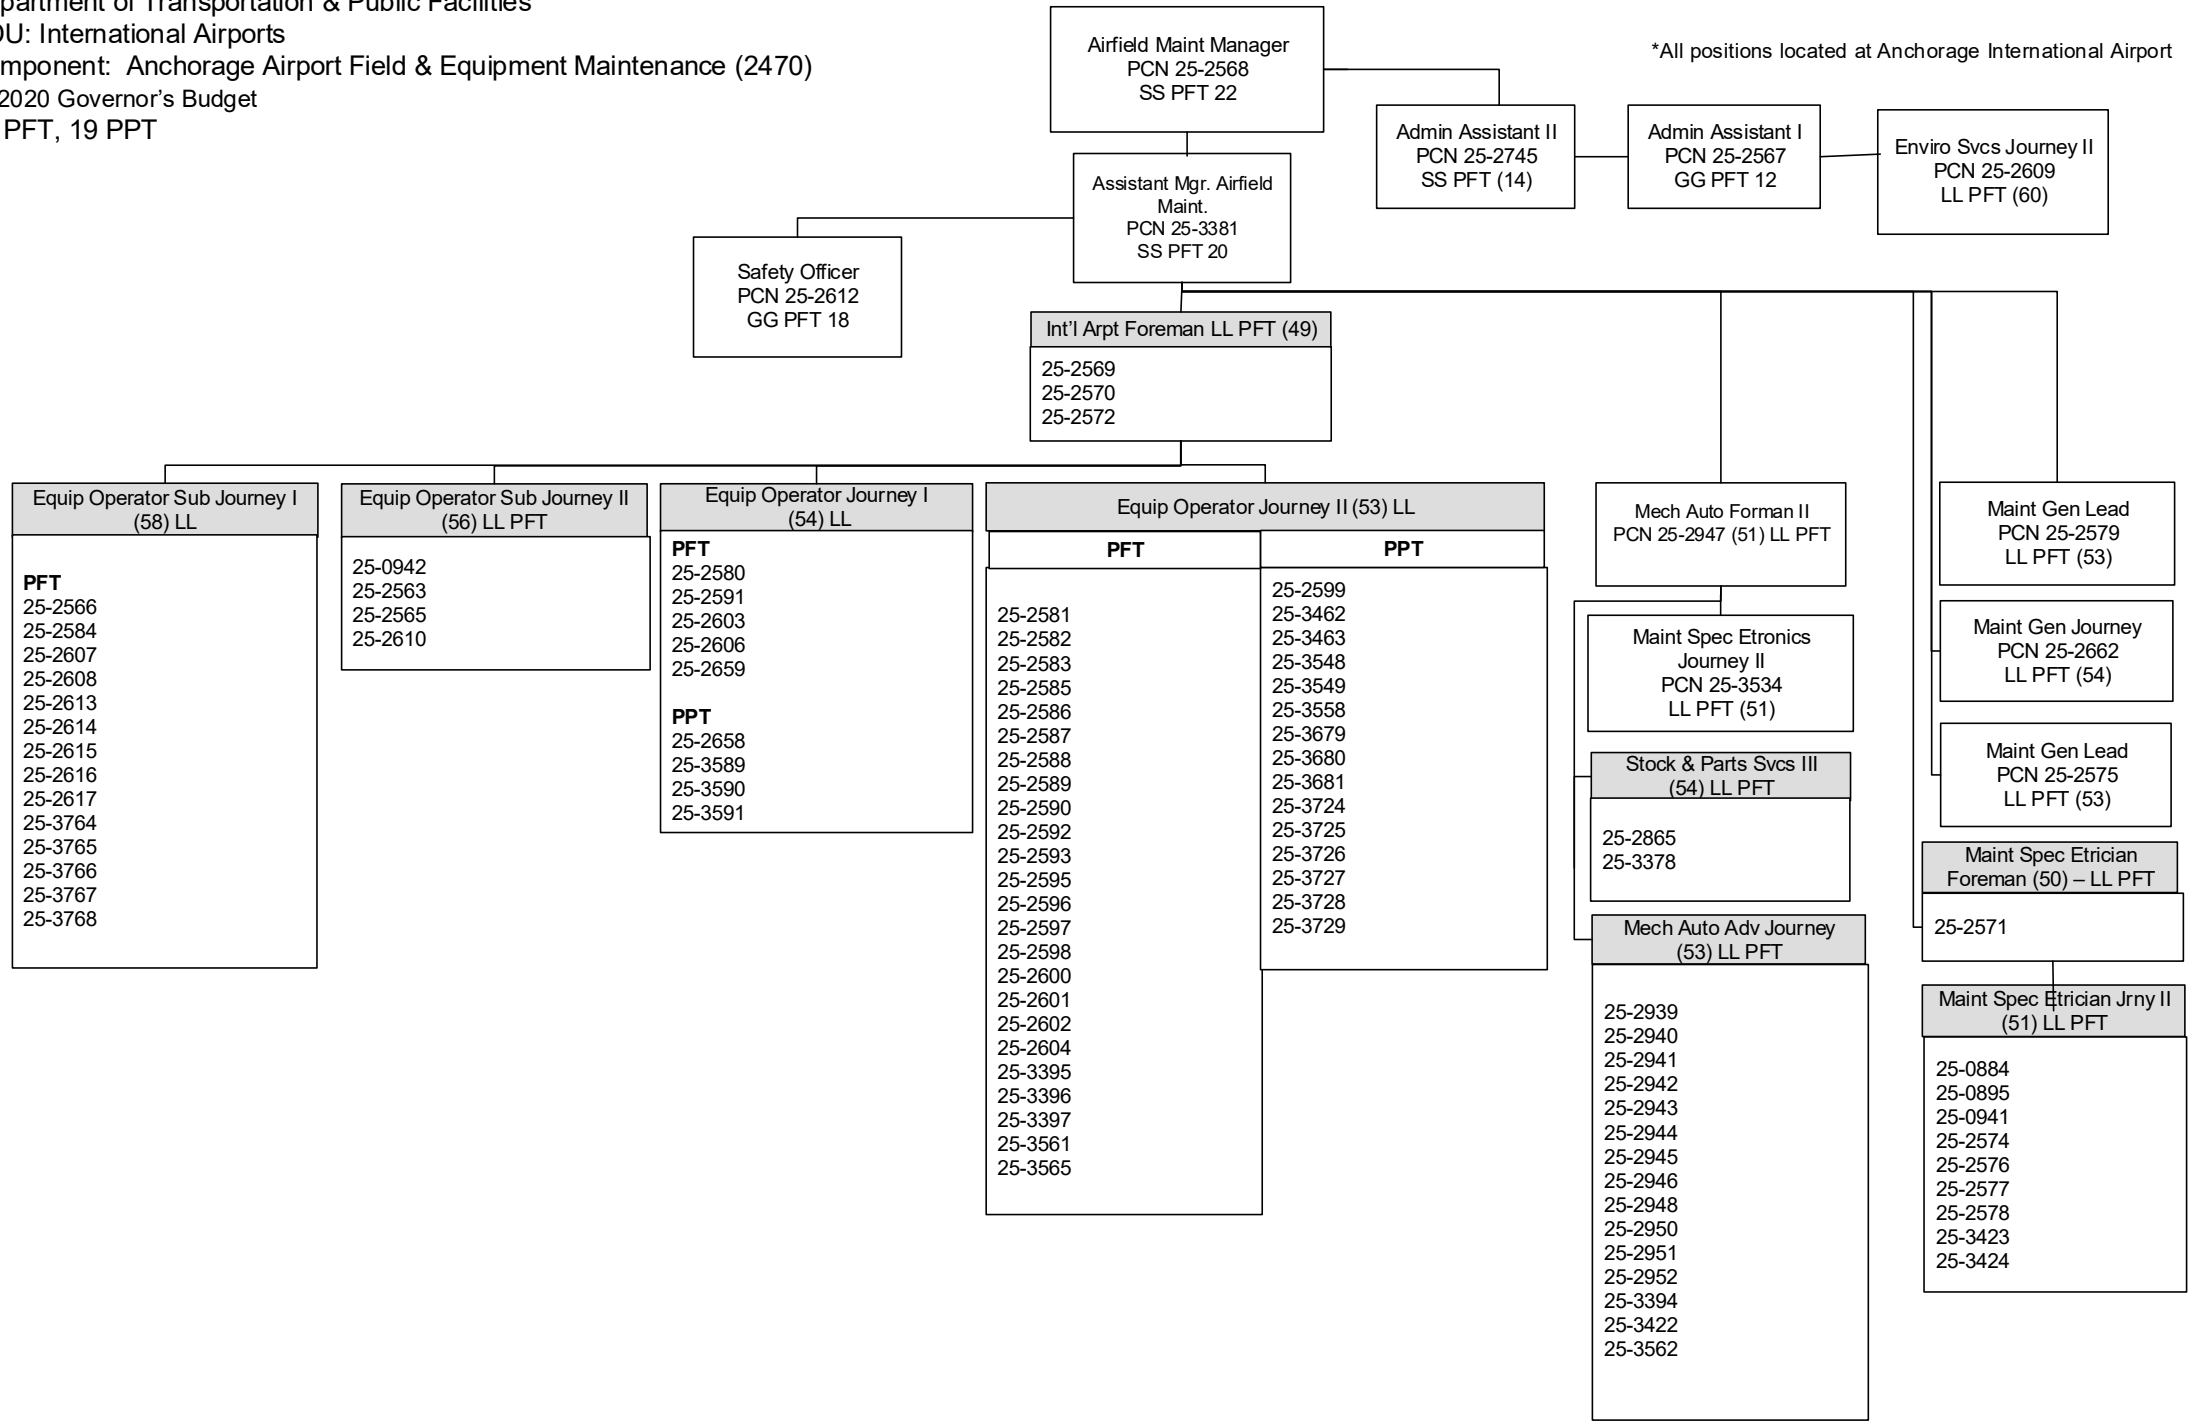 partment of Transportation & Public Facilities
DU: International Airports
mponent: Anchorage Airport Field & Equipment Maintenance (2470)
2020 Governor's Budget
PFT, 19 PPT
*All positions located at Anchorage International Airport
Airfield Maint Manager
PCN 25-2568
SS PFT 22
Admin Assistant II
PCN 25-2745
SS PFT (14)
Admin Assistant I
PCN 25-2567
GG PFT 12
Enviro Svcs Journey II
PCN 25-2609
LL PFT (60)
Assistant Mgr. Airfield
Maint.
PCN 25-3381
SS PFT 20
Safety Officer
PCN 25-2612
GG PFT 18
Int'l Arpt Foreman LL PFT (49)
25-2569
25-2570
25-2572
Equip Operator Sub Journey I
(58) LL
PFT
25-2566
25-2584
25-2607
25-2608
25-2613
25-2614
25-2615
25-2616
25-2617
25-3764
25-3765
25-3766
25-3767
25-3768
Equip Operator Sub Journey II
(56) LL PFT
25-0942
25-2563
25-2565
25-2610
Equip Operator Journey I
(54) LL
PFT
25-2580
25-2591
25-2603
25-2606
25-2659
PPT
25-2658
25-3589
25-3590
25-3591
Equip Operator Journey II (53) LL
PFT
25-2581
25-2582
25-2583
25-2585
25-2586
25-2587
25-2588
25-2589
25-2590
25-2592
25-2593
25-2595
25-2596
25-2597
25-2598
25-2600
25-2601
25-2602
25-2604
25-3395
25-3396
25-3397
25-3561
25-3565
PPT
25-2599
25-3462
25-3463
25-3548
25-3549
25-3558
25-3679
25-3680
25-3681
25-3724
25-3725
25-3726
25-3727
25-3728
25-3729
Mech Auto Forman II
PCN 25-2947 (51) LL PFT
Maint Spec Etronics
Journey II
PCN 25-3534
LL PFT (51)
Stock & Parts Svcs III
(54) LL PFT
25-2865
25-3378
Mech Auto Adv Journey
(53) LL PFT
25-2939
25-2940
25-2941
25-2942
25-2943
25-2944
25-2945
25-2946
25-2948
25-2950
25-2951
25-2952
25-3394
25-3422
25-3562
Maint Gen Lead
PCN 25-2579
LL PFT (53)
Maint Gen Journey
PCN 25-2662
LL PFT (54)
Maint Gen Lead
PCN 25-2575
LL PFT (53)
Maint Spec Etrician
Foreman (50) – LL PFT
25-2571
Maint Spec Etrician Jrny II
(51) LL PFT
25-0884
25-0895
25-0941
25-2574
25-2576
25-2577
25-2578
25-3423
25-3424